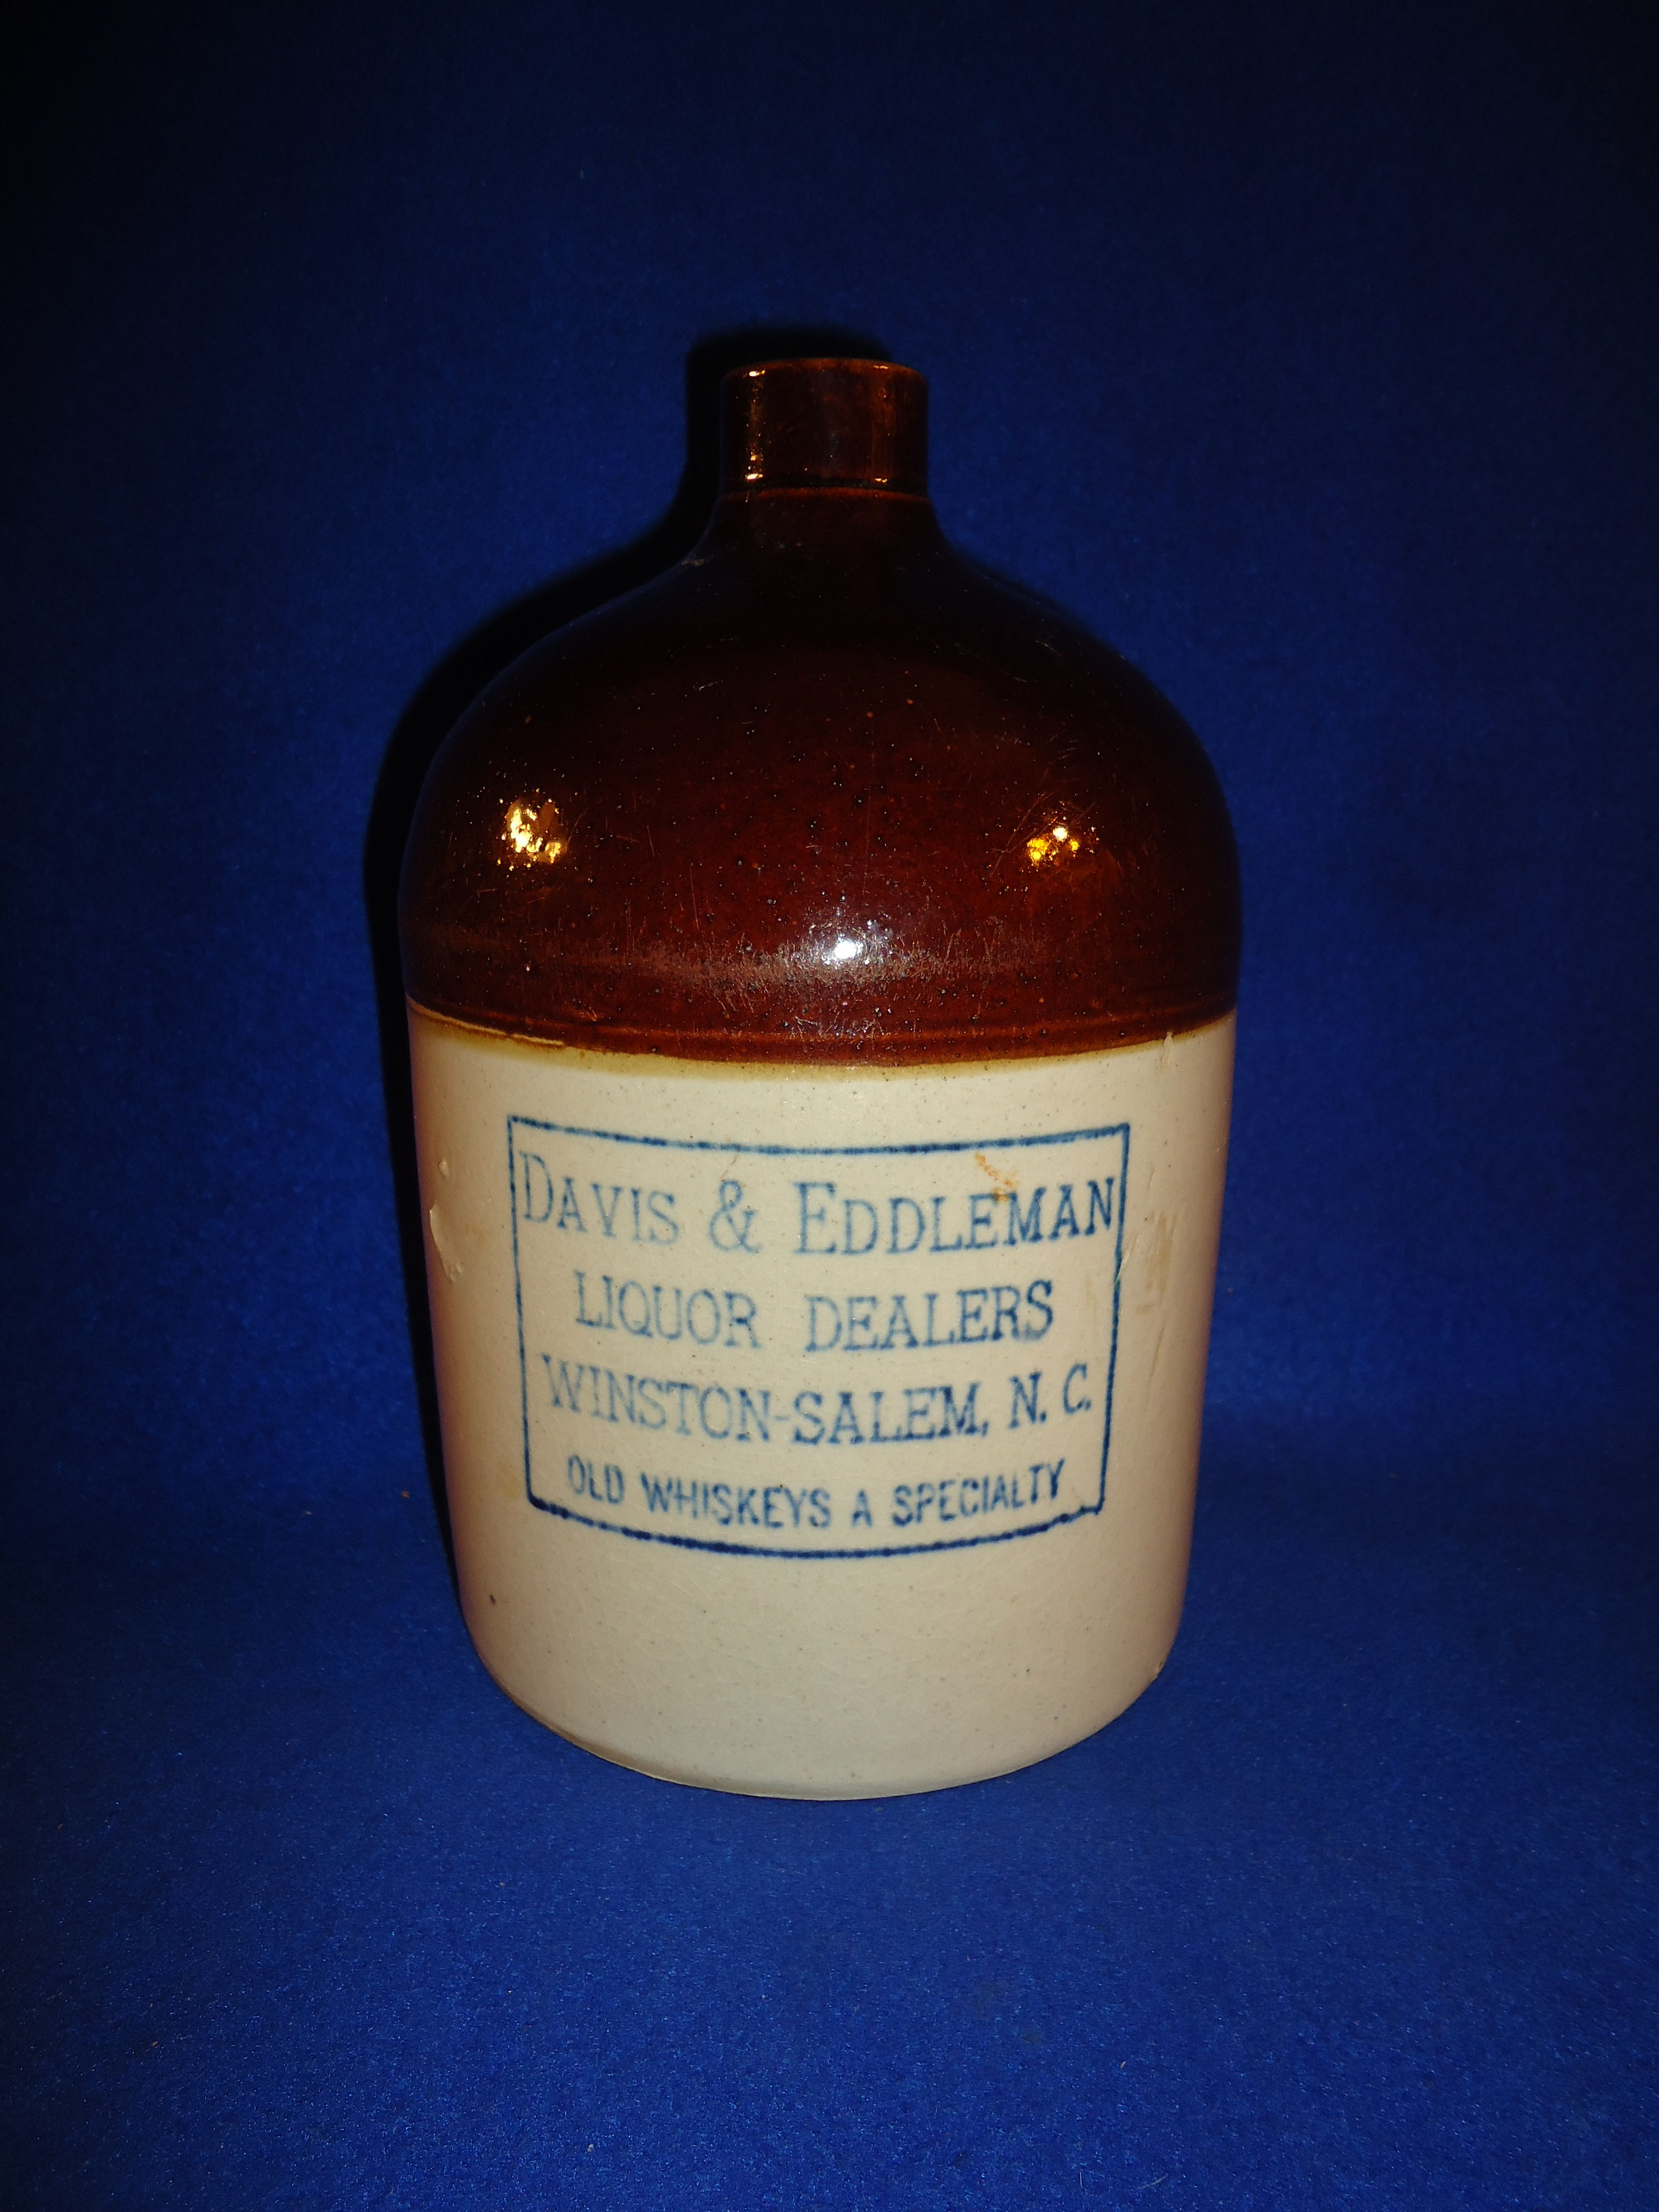 DAVIS & EDDLEMAN
LIQUOR DEALERS
WINSTON-SALEM, N. C.
OLD WHISKEYS A SPECIALTY